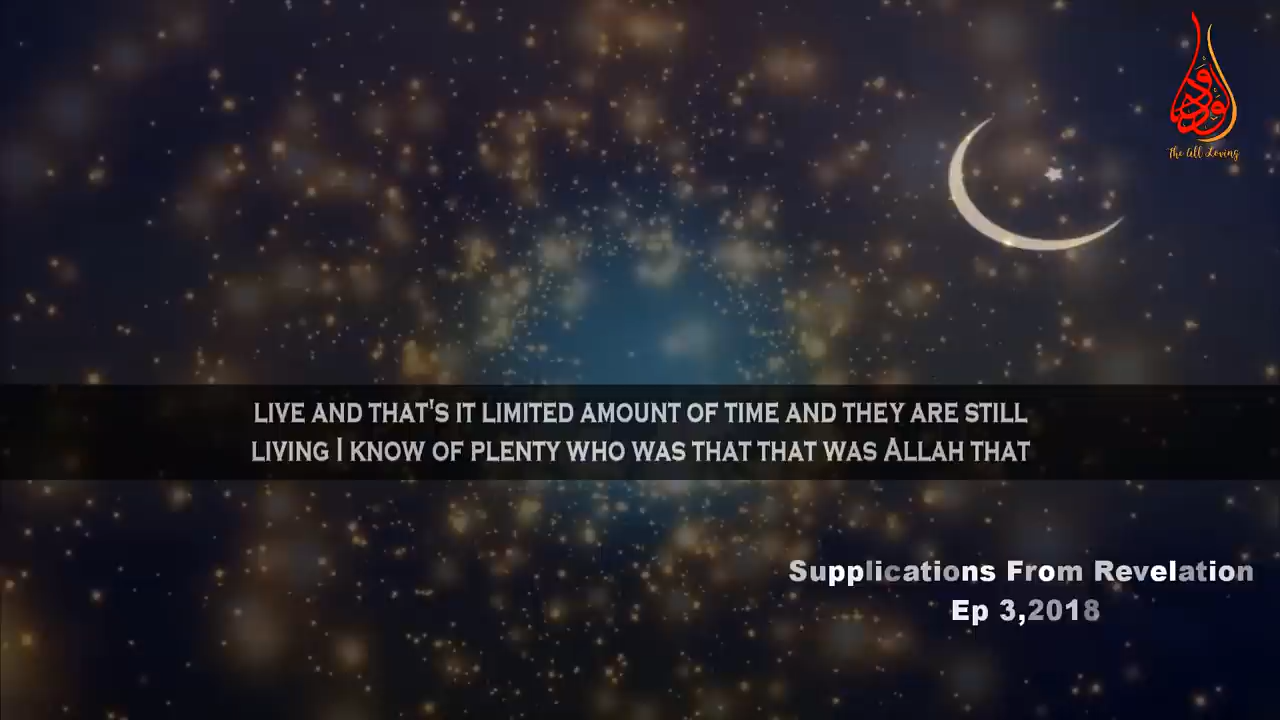 الودود
The All Loving
LIVE AND THAT'S IT LIMITED AMOUNT OF TIME AND THEY ARE STILL
LIVING I KNOW OF PLENTY WHO WAS THAT THAT WAS ALLAH THAT
Supplications From Revelation
Ep 3,2018